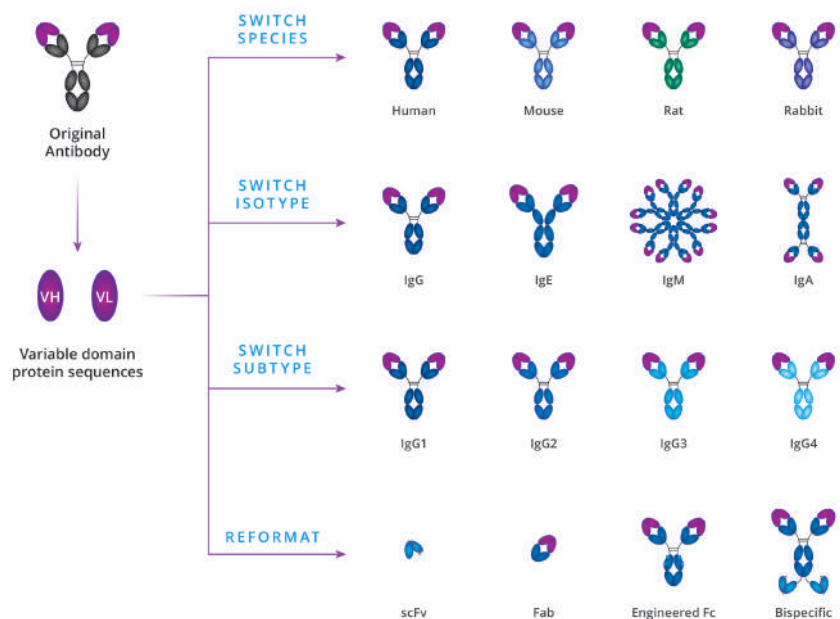 SWITCH
SPECIES
Human
Mouse
Rat
Rabbit
Original
Antibody
SWITCH
ISOTYPE
IgG
IgE
IgM
IgA
VH
VL
Variable domain
protein sequences
SWITCH
SUBTYPE
IgG1
IgG2
IgG3
IgG4
REFORMAT
scFv
Fab
Engineered Fc
Bispecific